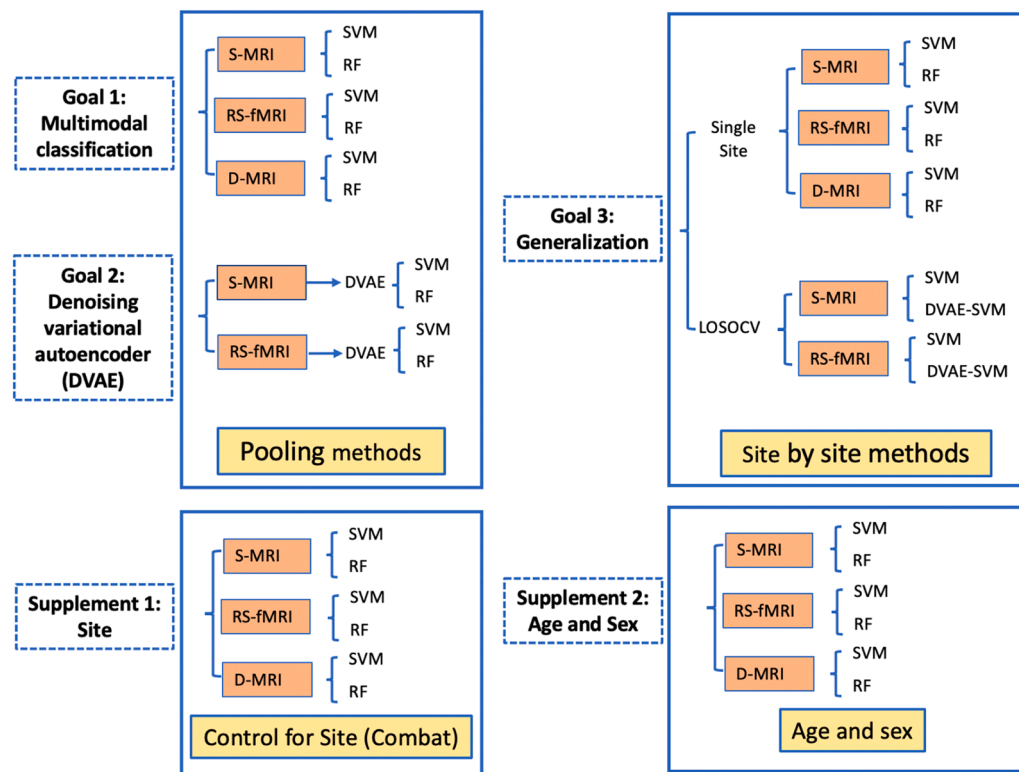 Goal 1:
Multimodal
classification
S-MRI
SVM
RF
RS-fMRI
SVM
RF
D-MRI
SVM
RF
Goal 2:
Denoising
variational
autoencoder
(DVAE)
S-MRI
DVAE
SVM
RF
RS-fMRI
DVAE
SVM
RF
Pooling methods
Goal 3:
Generalization
Single
Site
S-MRI
SVM
RF
RS-fMRI
SVM
RF
D-MRI
SVM
RF
LOSOCV
S-MRI
SVM
DVAE-SVM
RS-fMRI
SVM
DVAE-SVM
Site by site methods
Supplement 1:
Site
S-MRI
SVM
RF
RS-fMRI
SVM
RF
D-MRI
SVM
RF
Control for Site (Combat)
Supplement 2:
Age and Sex
S-MRI
SVM
RF
RS-fMRI
SVM
RF
D-MRI
SVM
RF
Age and sex